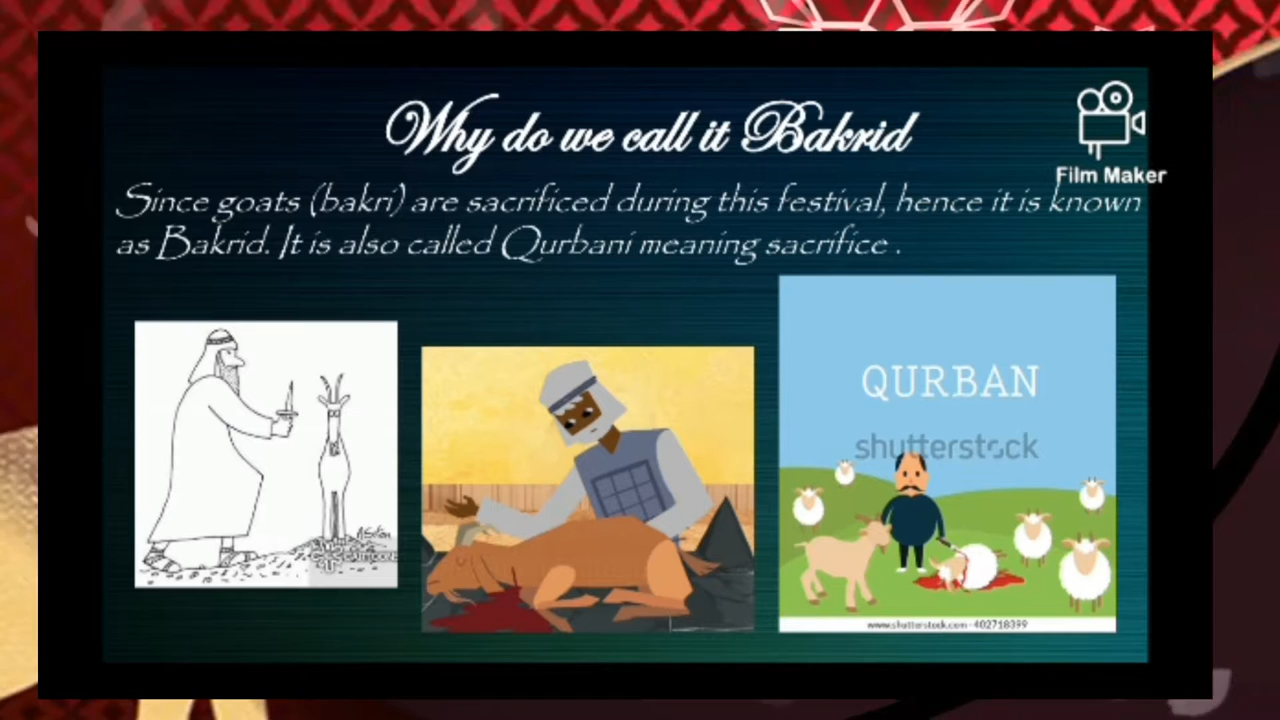 Why do we call it Bakrid
Film Maker
Since goats (bakri) are sacrificed during this festival, hence it is known
as Bakrid. It is also called Qurbani meaning sacrifice .
QURBAN
shutterstock
www.shutterstock.com · 402718399